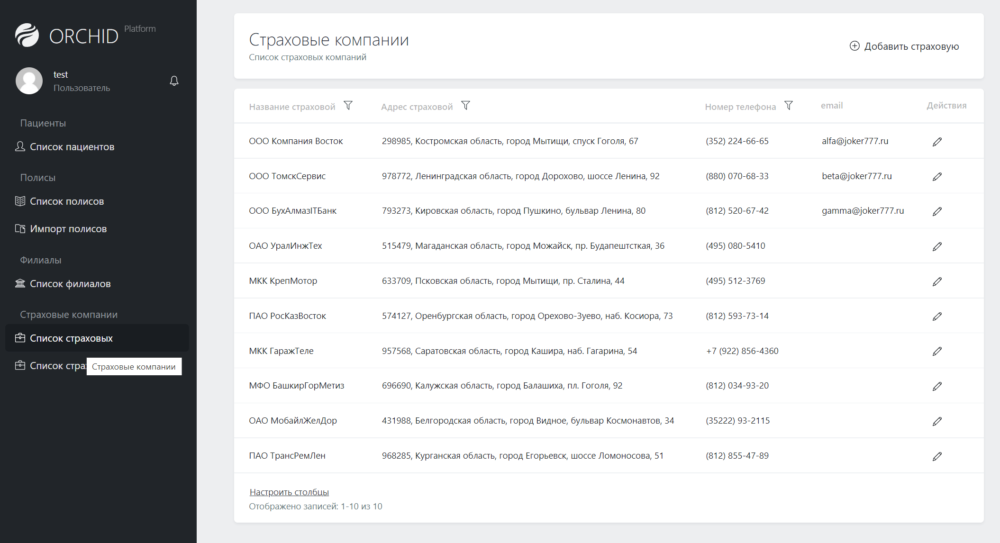 ORCHID Platform
test
Пользователь
Пациенты
Список пациентов
Полисы
Список полисов
Импорт полисов
Филиалы
Список филиалов
Страховые компании
Список страховых
Список стра
Страховые компании
Страховые компании
Список страховых компаний
Добавить страховую
Название страховой Адрес страховой Номер телефона email Действия
ООО Компания Восток 298985, Костромская область, город Мытищи, спуск Гоголя, 67 (352) 224-66-65 alfa@joker777.ru
ООО ТомскСервис 978772, Ленинградская область, город Дорохово, шоссе Ленина, 92 (880) 070-68-33 beta@joker777.ru
ООО БухАлмазITБанк 793273, Кировская область, город Пушкино, бульвар Ленина, 80 (812) 520-67-42 gamma@joker777.ru
ОАО УралИнжТех 515479, Магаданская область, город Можайск, пр. Будапештсткая, 36 (495) 080-5410
МКК КрепМотор 633709, Псковская область, город Мытищи, пр. Сталина, 44 (495) 512-3769
ПАО РосКазВосток 574127, Оренбургская область, город Орехово-Зуево, наб. Косиора, 73 (812) 593-73-14
МКК ГаражТеле 957568, Саратовская область, город Кашира, наб. Гагарина, 54 +7 (922) 856-4360
МФО БашкирГорМетиз 696690, Калужская область, город Балашиха, пл. Гоголя, 92 (812) 034-93-20
ОАО МобайлЖелДор 431988, Белгородская область, город Видное, бульвар Космонавтов, 34 (35222) 93-2115
ПАО ТрансРемЛен 968285, Курганская область, город Егорьевск, шоссе Ломоносова, 51 (812) 855-47-89
Настроить столбцы
Отображено записей: 1-10 из 10